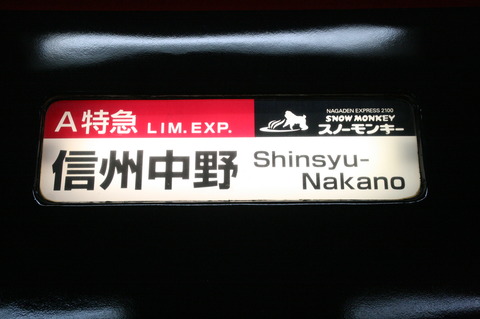 A特急 LIM.EXP.
NAGADEN EXPRESS 2100
SNOW MONKEY
スノーモンキー
信州中野 Shinsyu-
Nakano